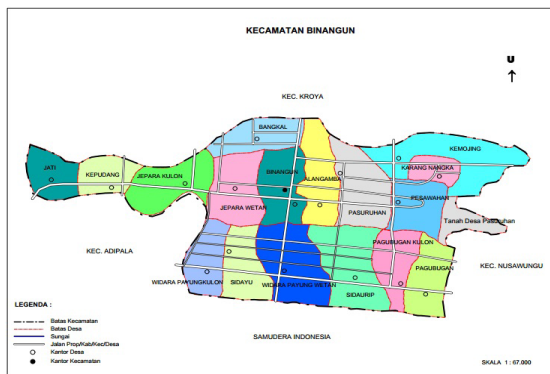 KECAMATAN BINANGUN
U
KEC. KROYA
BANGKAL
KEMOJING
JATI
KEPUDANG
JEPARA KULON
BINANGUN
KARANG NANGKA
ALANGAMBA
PESAWAHAN
JEPARA WETAN
PASURUHAN
Tanah Desa Pasuruhan
KEC. ADIPALA
PAGUBUGAN KULON
KEC. NUSAWUNGU
WIDARA PAYUNGKULON
SIDAYU
WIDARA PAYUNG WETAN
SIDAURIP
PAGUBUGAN
LEGENDA :
Batas Kecamatan
Batas Desa
Sungai
Jalan Prop/Kab/Kec/Desa
Kantor Desa
Kantor Kecamatan
SAMUDERA INDONESIA
SKALA 1 : 67.000